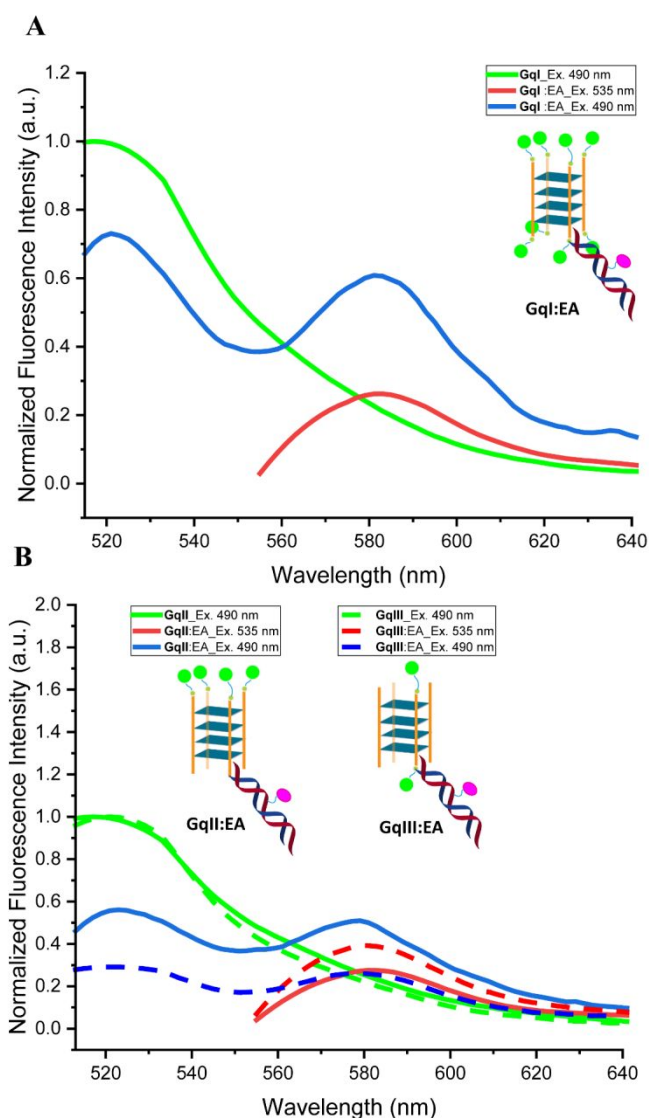 A
Normalized Fluorescence Intensity (a.u.)
1.2
1.0
0.8
0.6
0.4
0.2
0.0
GqI_Ex. 490 nm
GqI :EA_Ex. 535 nm
GqI :EA_Ex. 490 nm
GqI:EA
520 540 560 580 600 620 640
Wavelength (nm)
B
Normalized Fluorescence Intensity (a.u.)
2.0
1.8
1.6
1.4
1.2
1.0
0.8
0.6
0.4
0.2
0.0
GqII_Ex. 490 nm
GqII:EA_Ex. 535 nm
GqII:EA_Ex. 490 nm
GqIII_Ex. 490 nm
GqIII:EA_Ex. 535 nm
GqIII:EA_Ex. 490 nm
GqII:EA
GqIII:EA
520 540 560 580 600 620 640
Wavelength (nm)